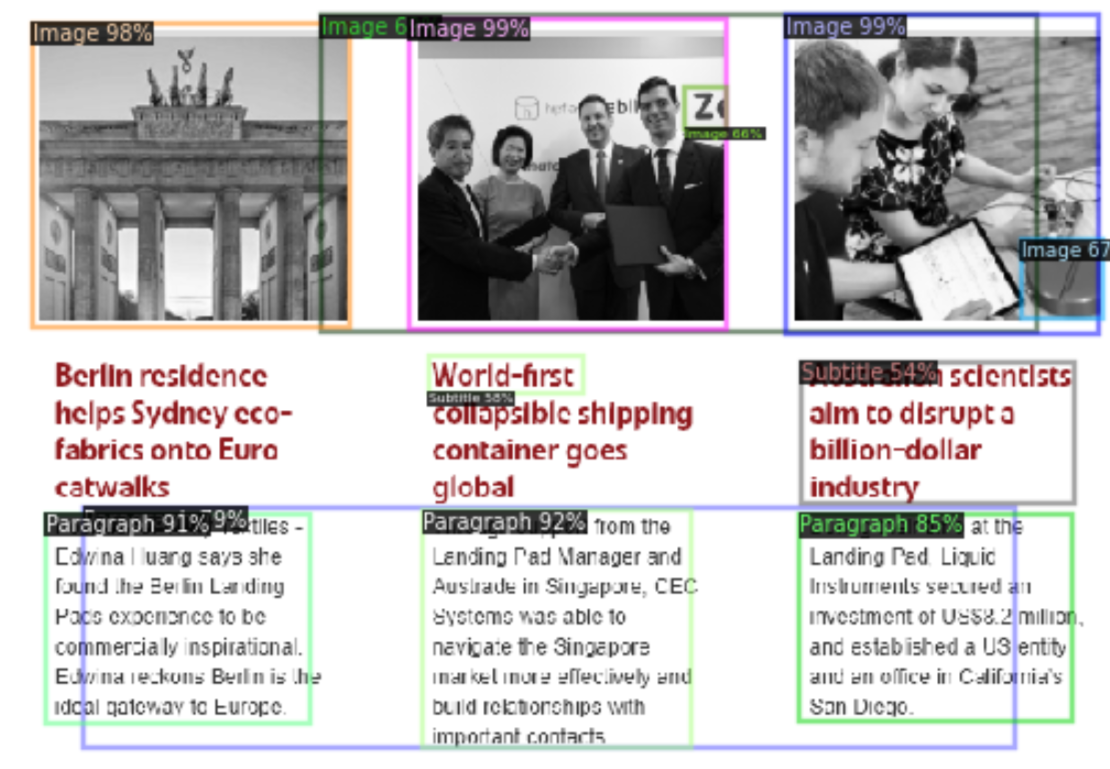 Image 98%
Image 6
Image 99%
Image 99%
Ze
Image 66%
Image 67
Berlin residence
helps Sydney eco-
fabrics onto Euro
catwalks
World-first
Subtitle 58%
collapsible shipping
container goes
global
Subtitle 54%
scientists
aim to disrupt a
billion-dollar
industry
Paragraph 91%
9%
tiles -
Edwina Huang says she
found the Berlin Landing
Pads experience to be
commercially inspirational.
Edwina reckons Berlin is the
ideal gateway to Europe.
Paragraph 92%
from the
Landing Pad Manager and
Austrade in Singapore, CEC
Systems was able to
navigate the Singapore
market more effectively and
build relationships with
important contacts
Paragraph 85%
at the
Landing Pad, Liquid
Instruments secured an
investment of US$8.2 million,
and established a US entity
and an office in California's
San Diego.